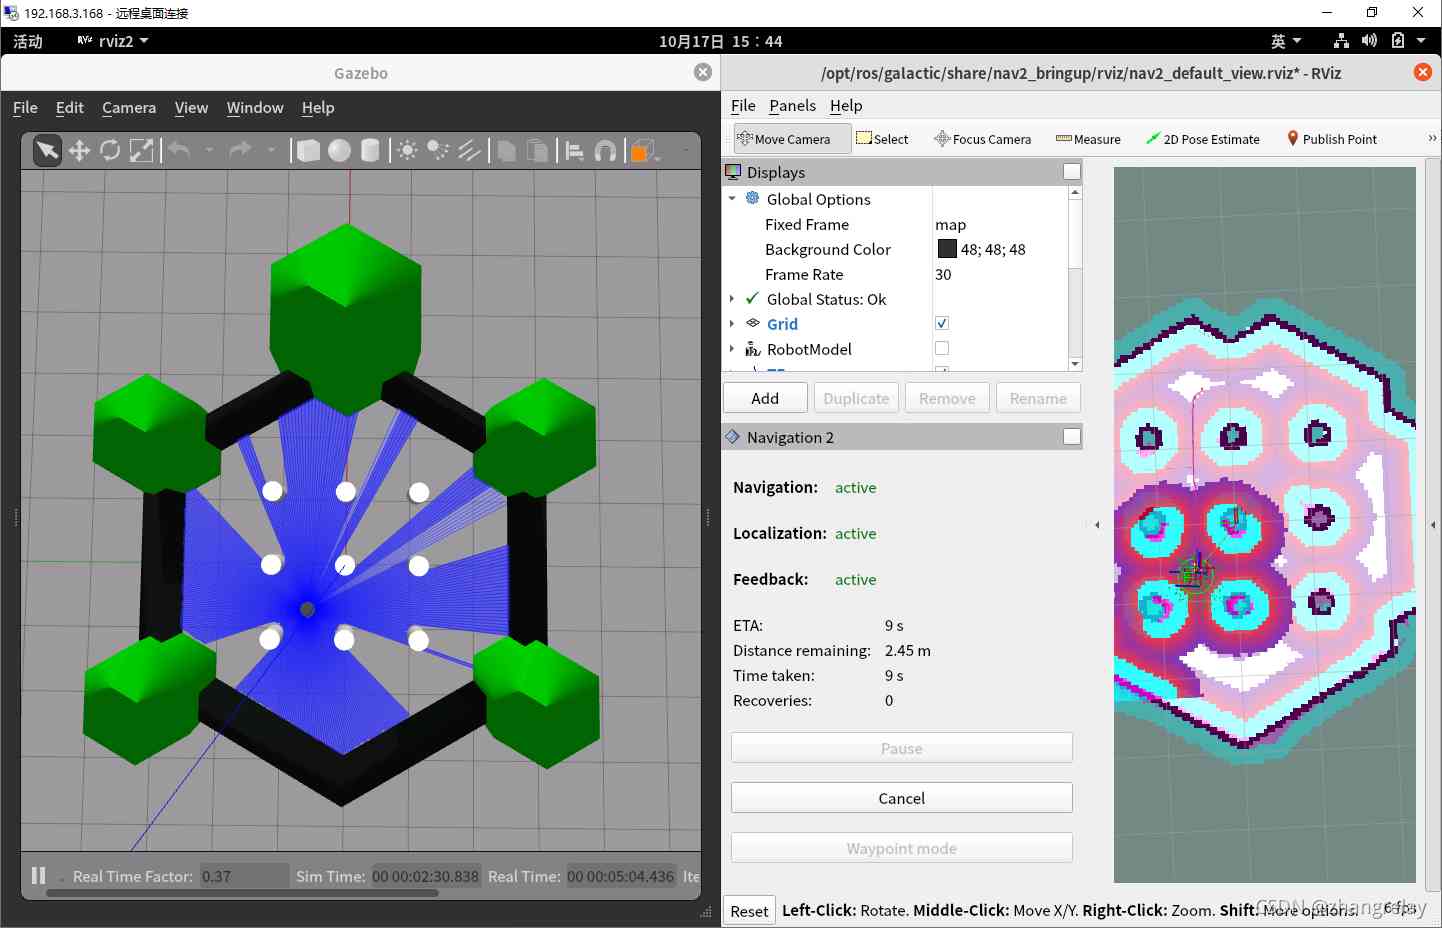 192.168.3.168 - 远程桌面连接
活动 rviz2 10月17日 15：44 英
Gazebo
File Edit Camera View Window Help
Real Time Factor: 0.37 Sim Time: 00 00:02:30.838 Real Time: 00 00:05:04.436 Ite
/opt/ros/galactic/share/nav2_bringup/rviz/nav2_default_view.rviz* - RViz
File Panels Help
Move Camera Select Focus Camera Measure 2D Pose Estimate Publish Point »
Displays
Global Options
Fixed Frame map
Background Color 48; 48; 48
Frame Rate 30
Global Status: Ok
Grid
RobotModel
Add Duplicate Remove Rename
Navigation 2
Navigation: active
Localization: active
Feedback: active
ETA: 9 s
Distance remaining: 2.45 m
Time taken: 9 s
Recoveries: 0
Pause
Cancel
Waypoint mode
Reset Left-Click: Rotate. Middle-Click: Move X/Y. Right-Click: Zoom. Shift: More options. 6 fps
CSDN @zhangrelay